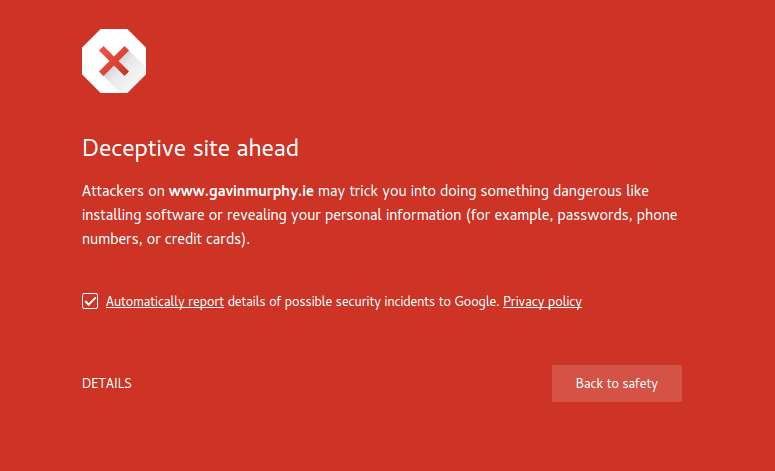 Deceptive site ahead
Attackers on www.gavinmurphy.ie may trick you into doing something dangerous like
installing software or revealing your personal information (for example, passwords, phone
numbers, or credit cards).
Automatically report details of possible security incidents to Google. Privacy policy
DETAILS
Back to safety